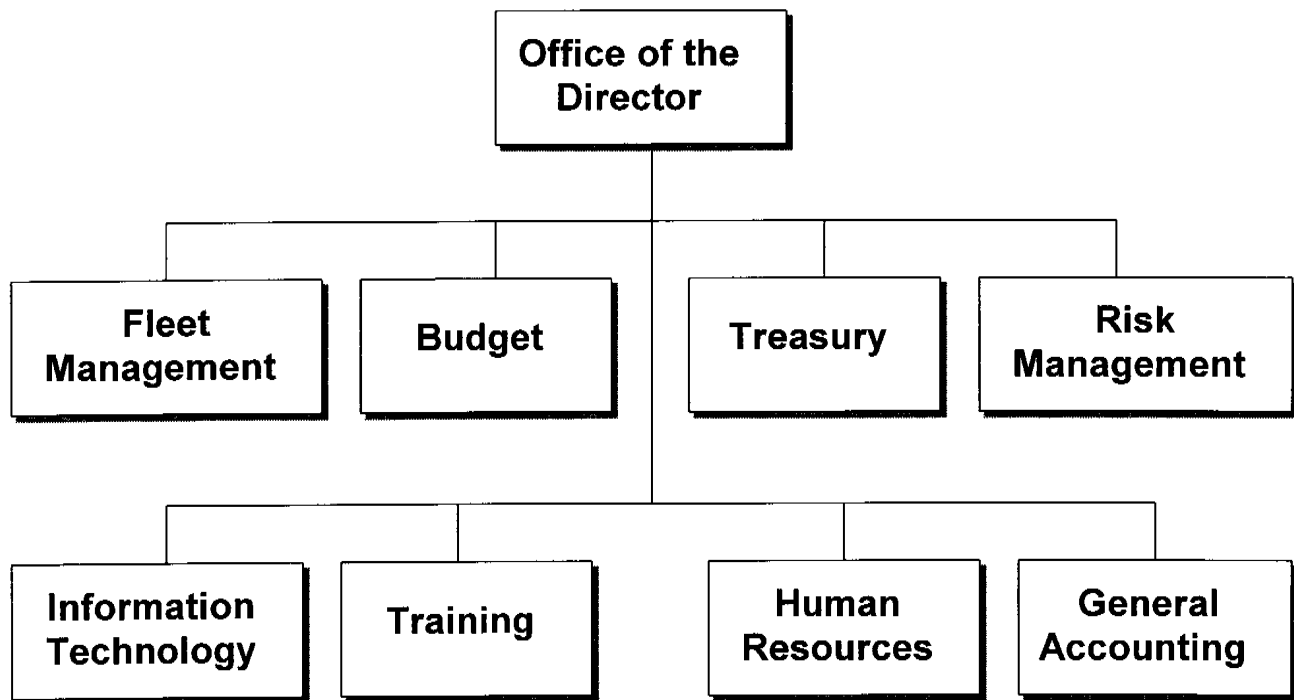 Office of the
Director
Fleet
Management
Budget
Treasury
Risk
Management
Information
Technology
Training
Human
Resources
General
Accounting